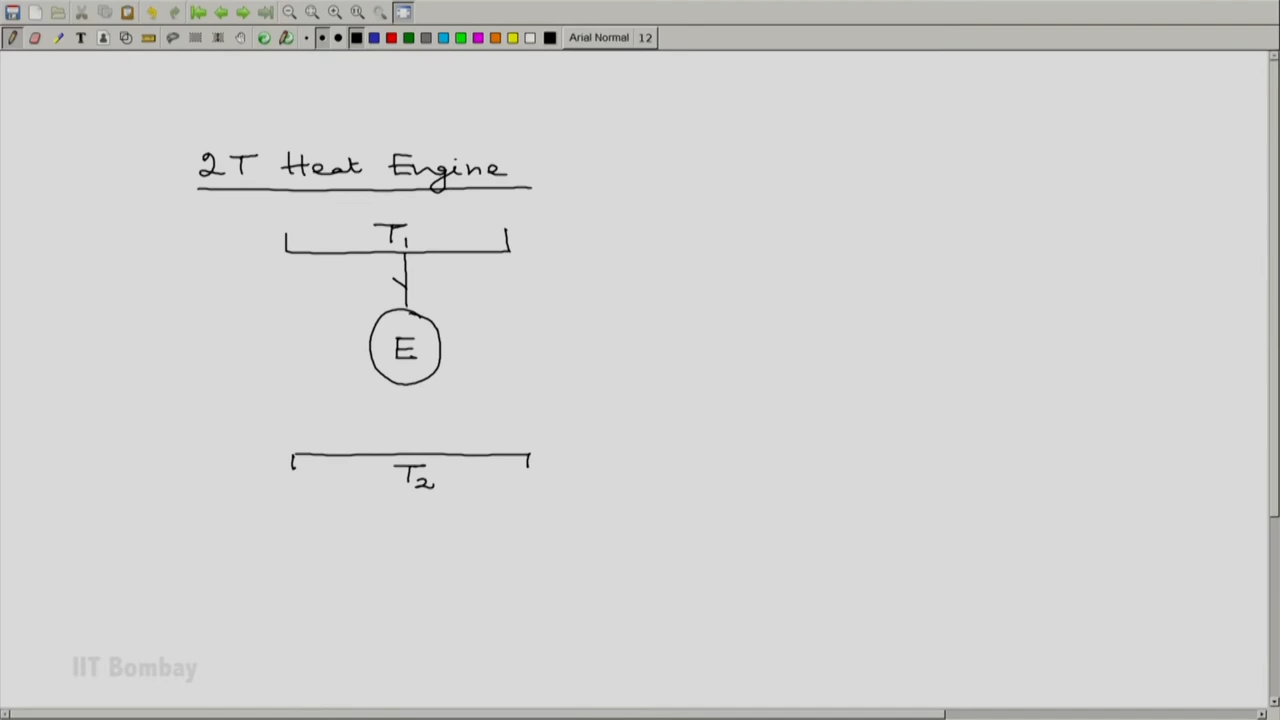 Arial Normal 12
2T Heat Engine
T₁
E
T₂
IIT Bombay